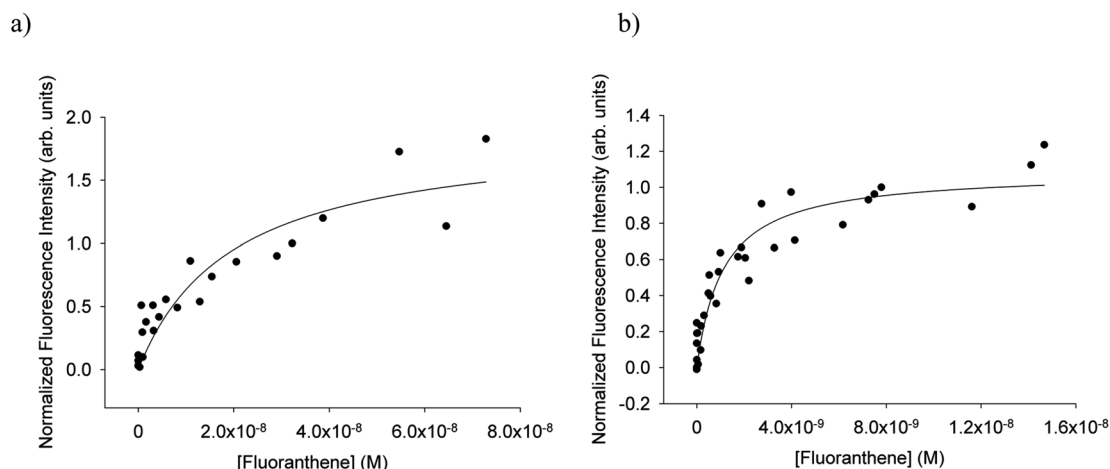 a)
b)
Normalized Fluorescence Intensity (arb. units)
2.0
1.5
1.0
0.5
0.0
0
2.0x10⁻⁸
4.0x10⁻⁸
6.0x10⁻⁸
8.0x10⁻⁸
[Fluoranthene] (M)
Normalized Fluorescence Intensity (arb. units)
1.4
1.2
1.0
0.8
0.6
0.4
0.2
0.0
-0.2
0
4.0x10⁻⁹
8.0x10⁻⁹
1.2x10⁻⁸
1.6x10⁻⁸
[Fluoranthene] (M)